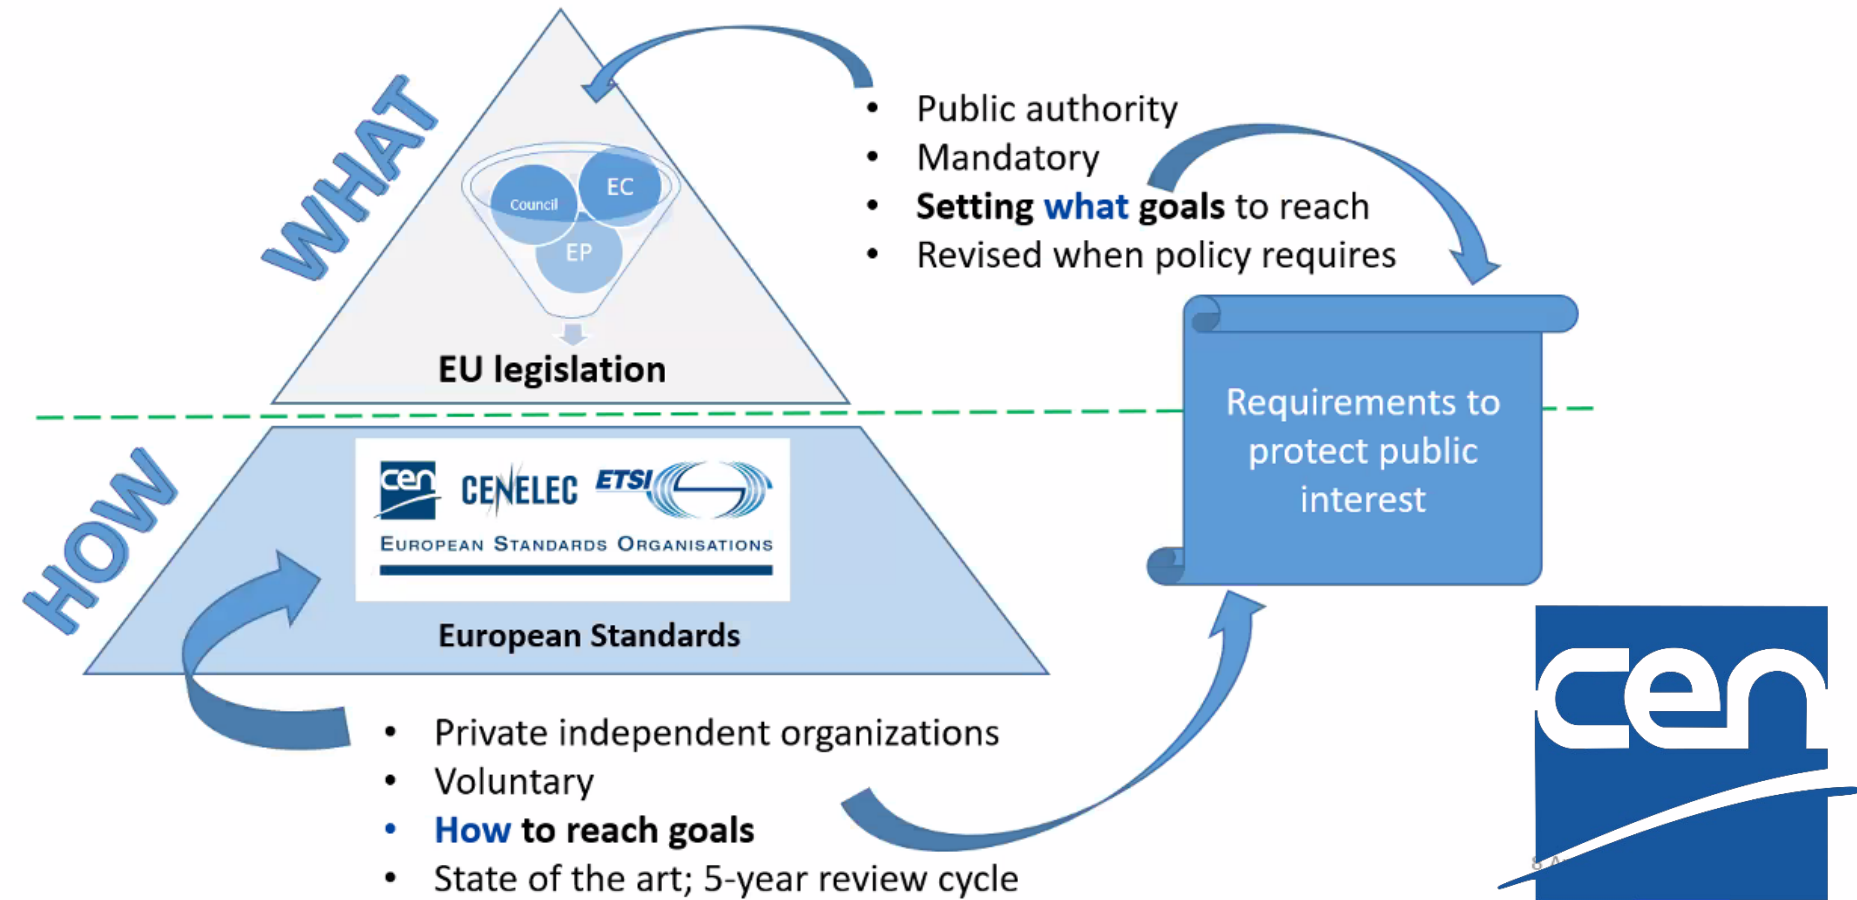 WHAT
Council
EC
EP
EU legislation
• Public authority
• Mandatory
• Setting what goals to reach
• Revised when policy requires
Requirements to
protect public
interest
HOW
cen
CENELEC
ETSI
EUROPEAN STANDARDS ORGANISATIONS
European Standards
• Private independent organizations
• Voluntary
• How to reach goals
• State of the art; 5-year review cycle
cen
8